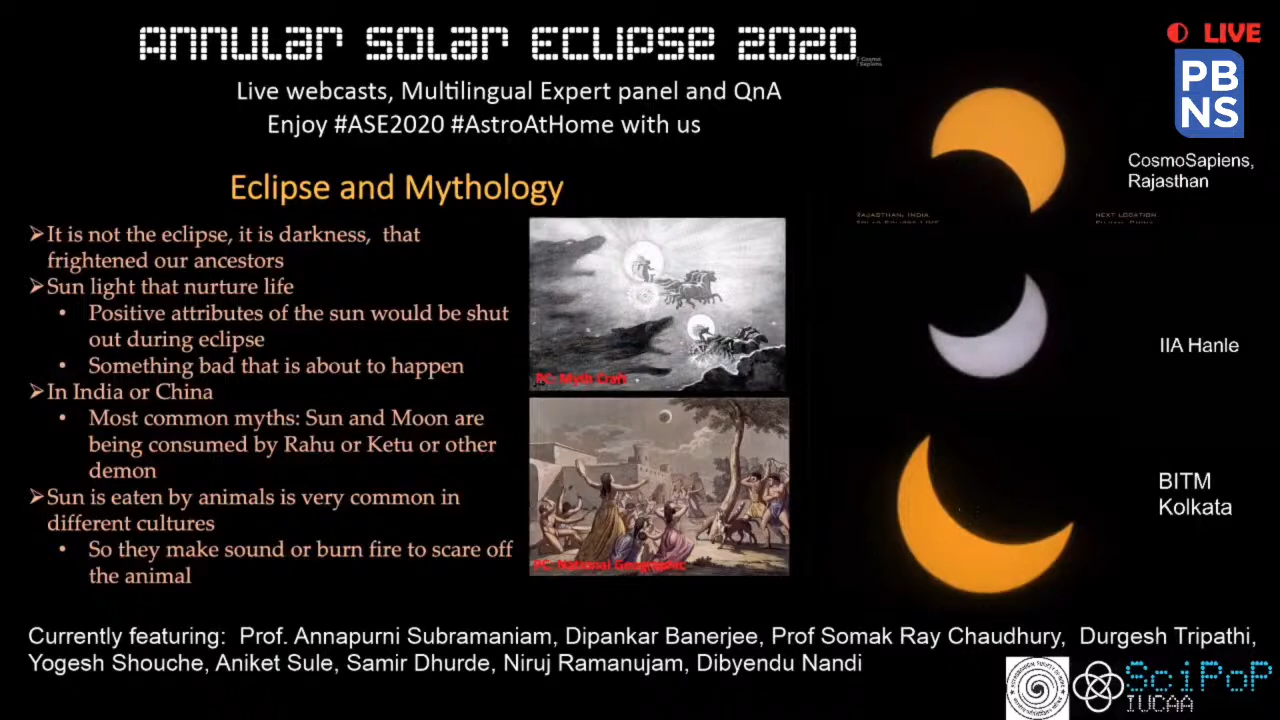 ANNULAR SOLAR ECLIPSE 2020
Cosmo
Sapiens
Live webcasts, Multilingual Expert panel and QnA
Enjoy #ASE2020 #AstroAtHome with us
LIVE
PB
NS
CosmoSapiens,
Rajasthan
RAJASTHAN, INDIA
NEXT LOCATION
Eclipse and Mythology
➢It is not the eclipse, it is darkness, that
frightened our ancestors
➢Sun light that nurture life
• Positive attributes of the sun would be shut
out during eclipse
• Something bad that is about to happen
➢In India or China
• Most common myths: Sun and Moon are
being consumed by Rahu or Ketu or other
demon
➢Sun is eaten by animals is very common in
different cultures
• So they make sound or burn fire to scare off
the animal
PC: Myth Craft
PC: National Geographic
IIA Hanle
BITM
Kolkata
Currently featuring: Prof. Annapurni Subramaniam, Dipankar Banerjee, Prof Somak Ray Chaudhury, Durgesh Tripathi,
Yogesh Shouche, Aniket Sule, Samir Dhurde, Niruj Ramanujam, Dibyendu Nandi
SciPoP
IUCAA